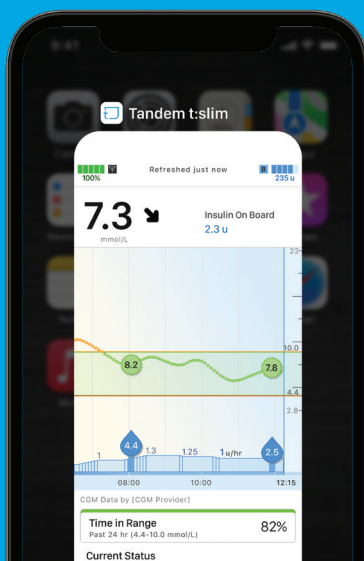 9:41
Tandem t:slim
100%
Refreshed just now
B
235 u
7.3
mmol/L
Insulin On Board
2.3 u
22
10.0
8.2
7.8
4.4
2.8
4.4
2.5
1
1.3
1.25
1 u/hr
08:00
10:00
12:15
CGM Data by [CGM Provider]
Time in Range
Past 24 hr (4.4-10.0 mmol/L)
82%
Current Status